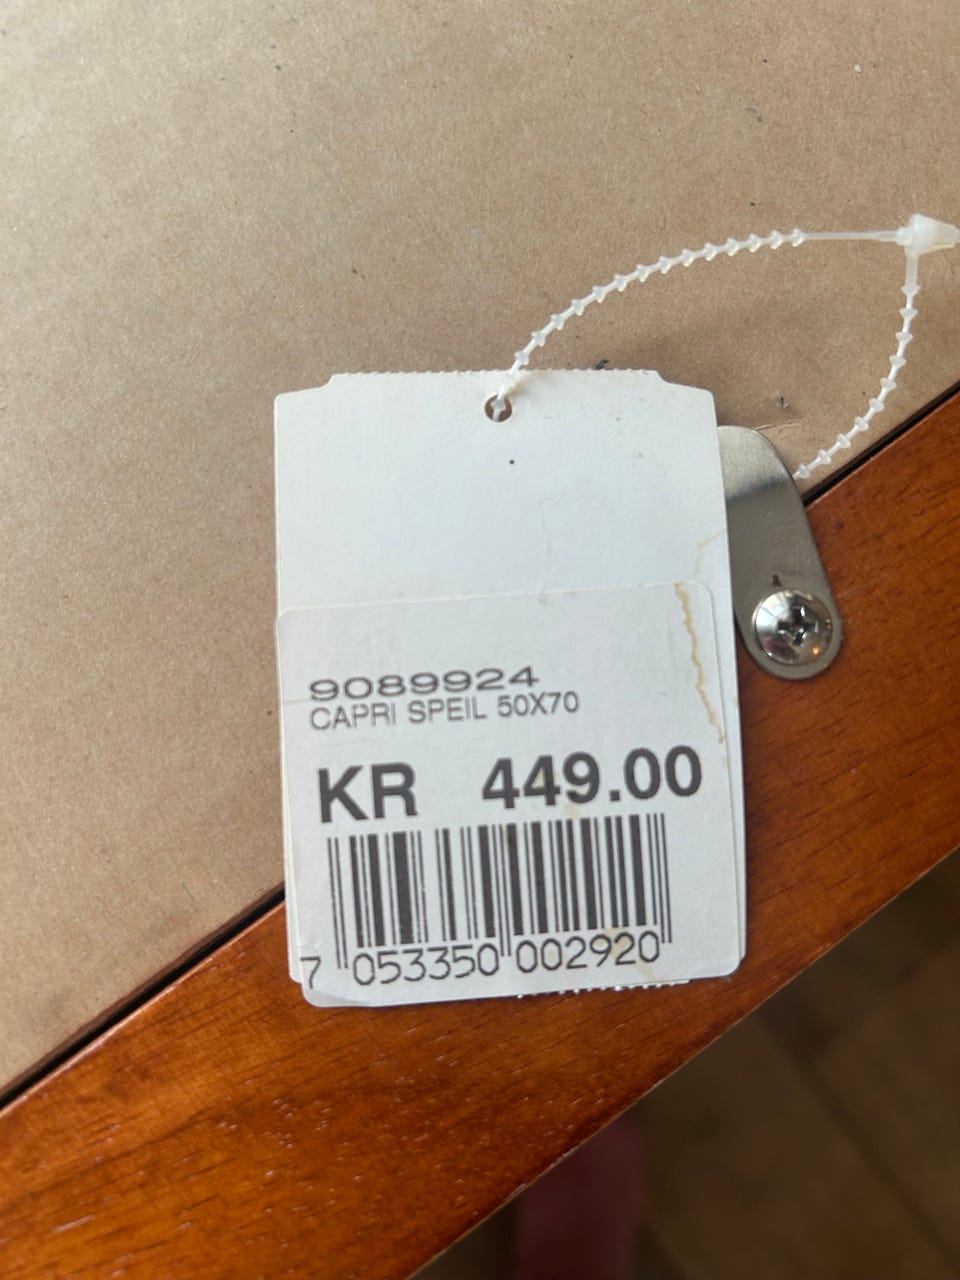 9089924
CAPRI SPEIL 50X70
KR 449.00
7 053350 002920